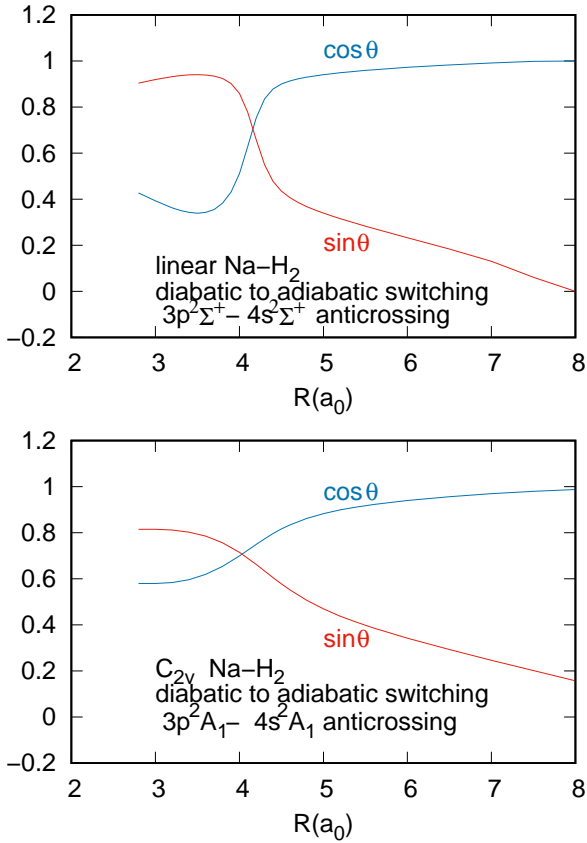 1.2
1
0.8
0.6
0.4
0.2
0
−0.2
cosθ
sinθ
linear Na−H2
diabatic to adiabatic switching
3p²Σ⁺− 4s²Σ⁺ anticrossing
2 3 4 5 6 7 8
R(a0)
1.2
1
0.8
0.6
0.4
0.2
0
−0.2
cosθ
sinθ
C2v Na−H2
diabatic to adiabatic switching
3p²A1− 4s²A1 anticrossing
2 3 4 5 6 7 8
R(a0)